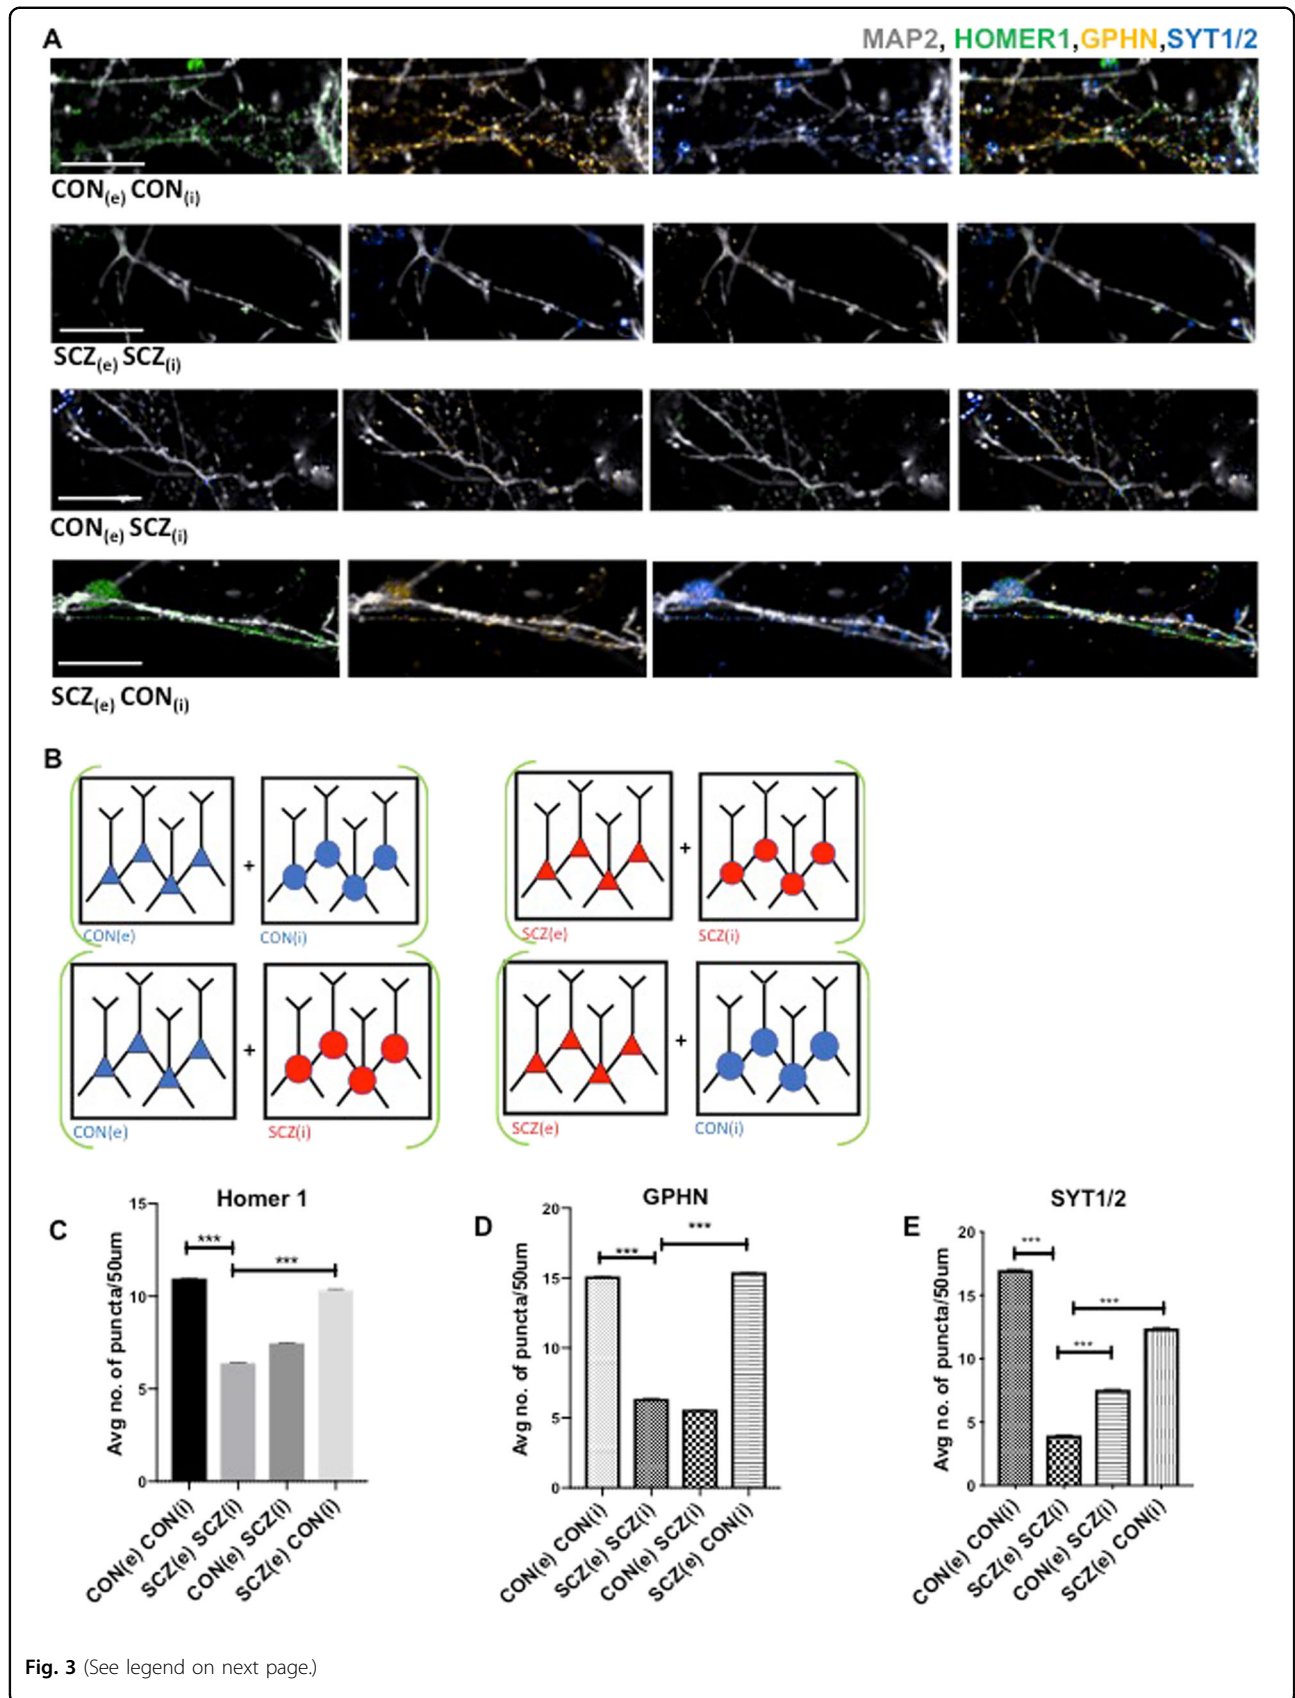 A
MAP2, HOMER1,GPHN,SYT1/2
CON(e) CON(i)
SCZ(e) SCZ(i)
CON(e) SCZ(i)
SCZ(e) CON(i)
B
+
+
CON(e)
CON(i)
SCZ(e)
SCZ(i)
+
+
CON(e)
SCZ(i)
SCZ(e)
CON(i)
C
Homer 1
Avg no. of puncta/50um
15
10
5
0
***
***
CON(e) CON(i)
SCZ(e) SCZ(i)
CON(e) SCZ(i)
SCZ(e) CON(i)
D
GPHN
Avg no. of puncta/50um
20
15
10
5
0
***
***
CON(e) CON(i)
SCZ(e) SCZ(i)
CON(e) SCZ(i)
SCZ(e) CON(i)
E
SYT1/2
Avg no. of puncta/50um
20
15
10
5
0
***
***
***
CON(e) CON(i)
SCZ(e) SCZ(i)
CON(e) SCZ(i)
SCZ(e) CON(i)
Fig. 3 (See legend on next page.)